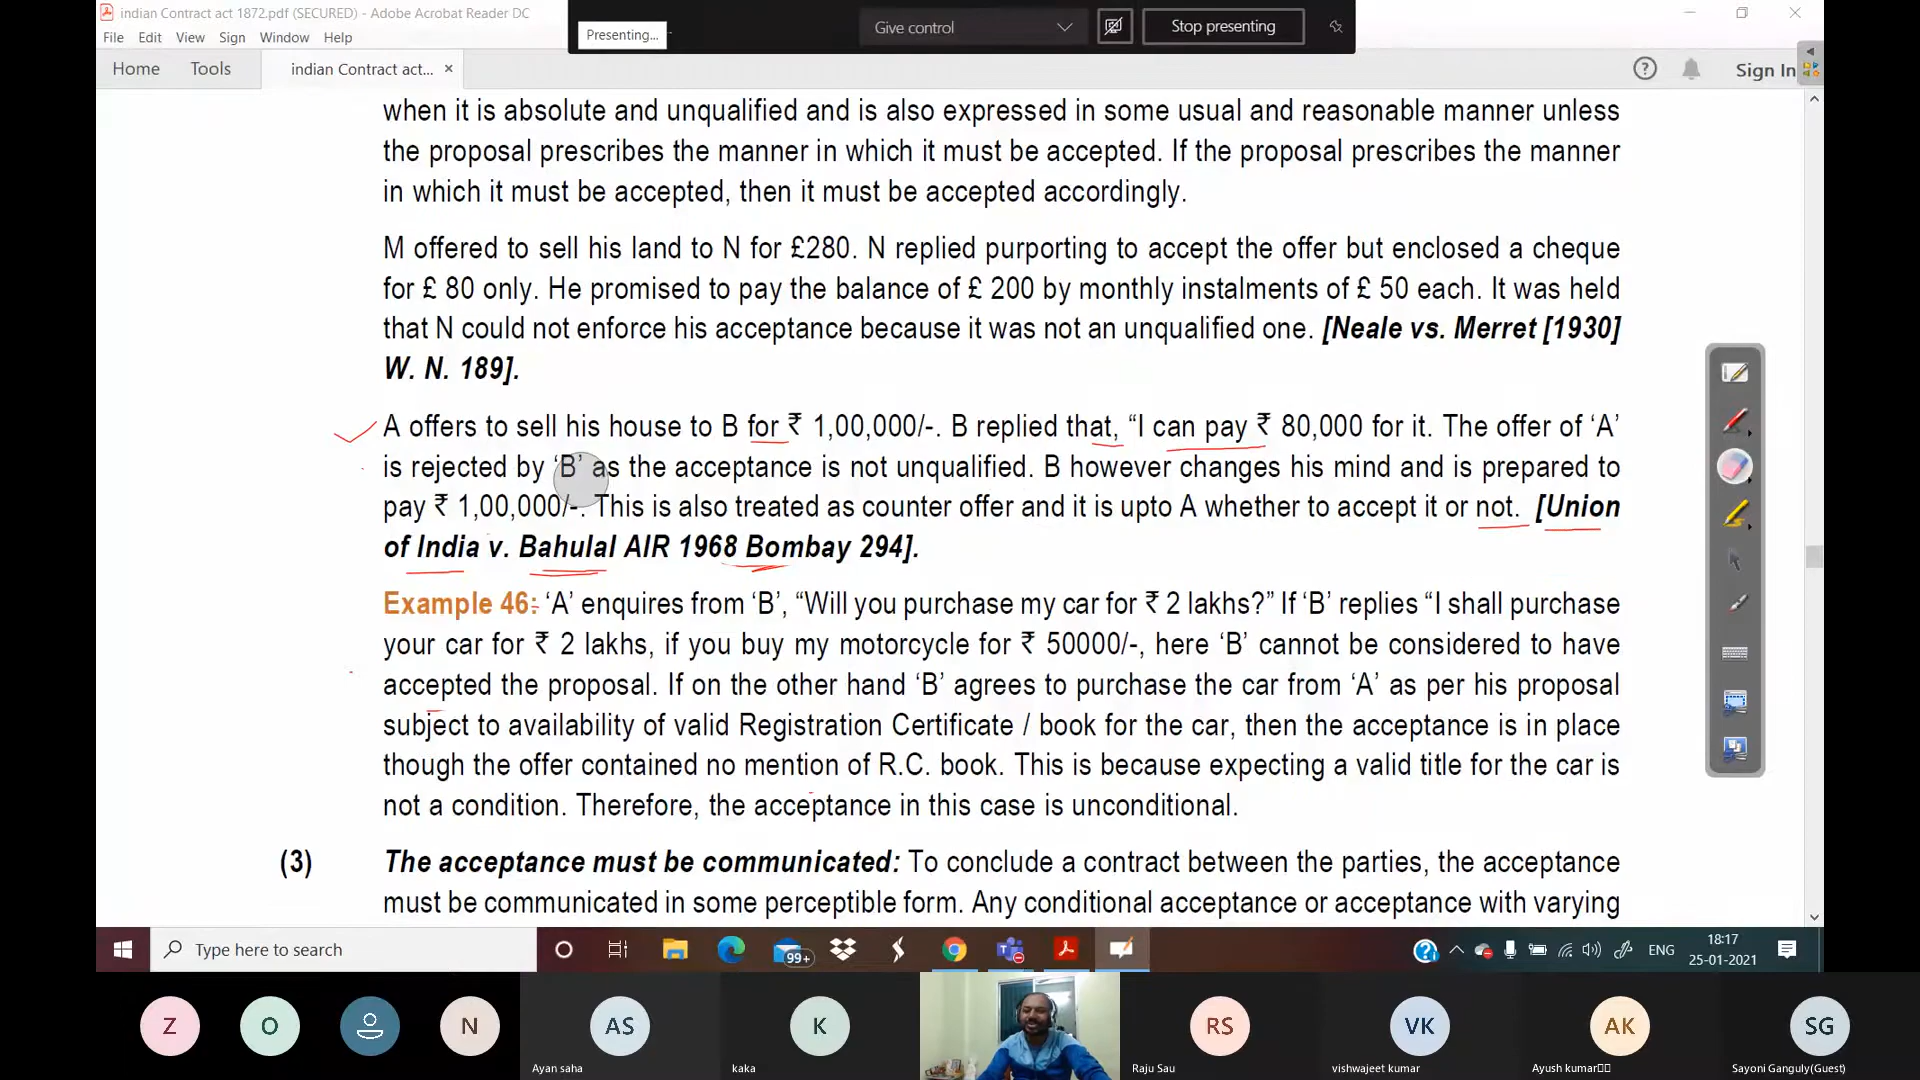 indian Contract act 1872.pdf (SECURED) - Adobe Acrobat Reader DC
File Edit View Sign Window Help
Presenting...
Give control
Stop presenting
Home Tools indian Contract act... ×
Sign In
when it is absolute and unqualified and is also expressed in some usual and reasonable manner unless
the proposal prescribes the manner in which it must be accepted. If the proposal prescribes the manner
in which it must be accepted, then it must be accepted accordingly.
M offered to sell his land to N for £280. N replied purporting to accept the offer but enclosed a cheque
for £ 80 only. He promised to pay the balance of £ 200 by monthly instalments of £ 50 each. It was held
that N could not enforce his acceptance because it was not an unqualified one. [Neale vs. Merret [1930]
W. N. 189].
A offers to sell his house to B for ₹ 1,00,000/-. B replied that, “I can pay ₹ 80,000 for it. The offer of ‘A’
is rejected by ‘B’ as the acceptance is not unqualified. B however changes his mind and is prepared to
pay ₹ 1,00,000/-. This is also treated as counter offer and it is upto A whether to accept it or not. [Union
of India v. Bahulal AIR 1968 Bombay 294].
Example 46: ‘A’ enquires from ‘B’, “Will you purchase my car for ₹ 2 lakhs?” If ‘B’ replies “I shall purchase
your car for ₹ 2 lakhs, if you buy my motorcycle for ₹ 50000/-, here ‘B’ cannot be considered to have
accepted the proposal. If on the other hand ‘B’ agrees to purchase the car from ‘A’ as per his proposal
subject to availability of valid Registration Certificate / book for the car, then the acceptance is in place
though the offer contained no mention of R.C. book. This is because expecting a valid title for the car is
not a condition. Therefore, the acceptance in this case is unconditional.
(3) The acceptance must be communicated: To conclude a contract between the parties, the acceptance
must be communicated in some perceptible form. Any conditional acceptance or acceptance with varying
Type here to search
99+
ENG
18:17
25-01-2021
Z O N AS K RS VK AK SG
Ayan saha kaka Raju Sau vishwajeet kumar Ayush kumar Sayoni Ganguly(Guest)